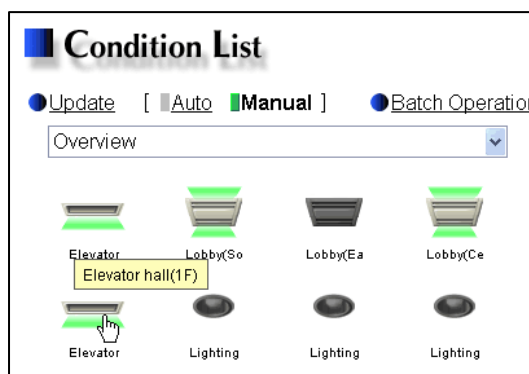 Condition List
Update [ Auto Manual ] Batch Operation
Overview
Elevator Lobby(So Lobby(Ea Lobby(Ce
Elevator hall(1F)
Elevator Lighting Lighting Lighting